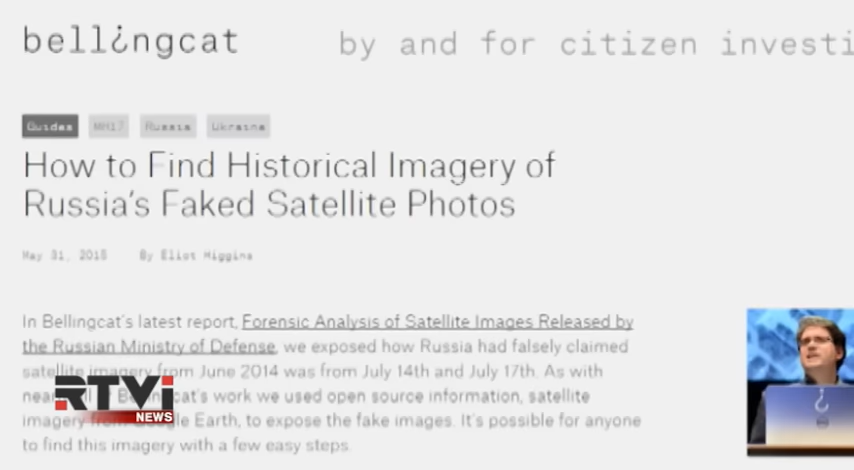 bellingcat
by and for citizen investi
Guides MH17 Russia Ukraine
How to Find Historical Imagery of
Russia's Faked Satellite Photos
May 31, 2015 By Eliot Higgins
In Bellingcat's latest report, Forensic Analysis of Satellite Images Released by
the Russian Ministry of Defense, we exposed how Russia had falsely claimed
satellite imagery from June 2014 was from July 14th and July 17th. As with
of cat's work we used open source information, satellite
imagery Earth, to expose the fake images. It's possible for anyone
to find this imagery with a few easy steps.
RTVi
NEWS